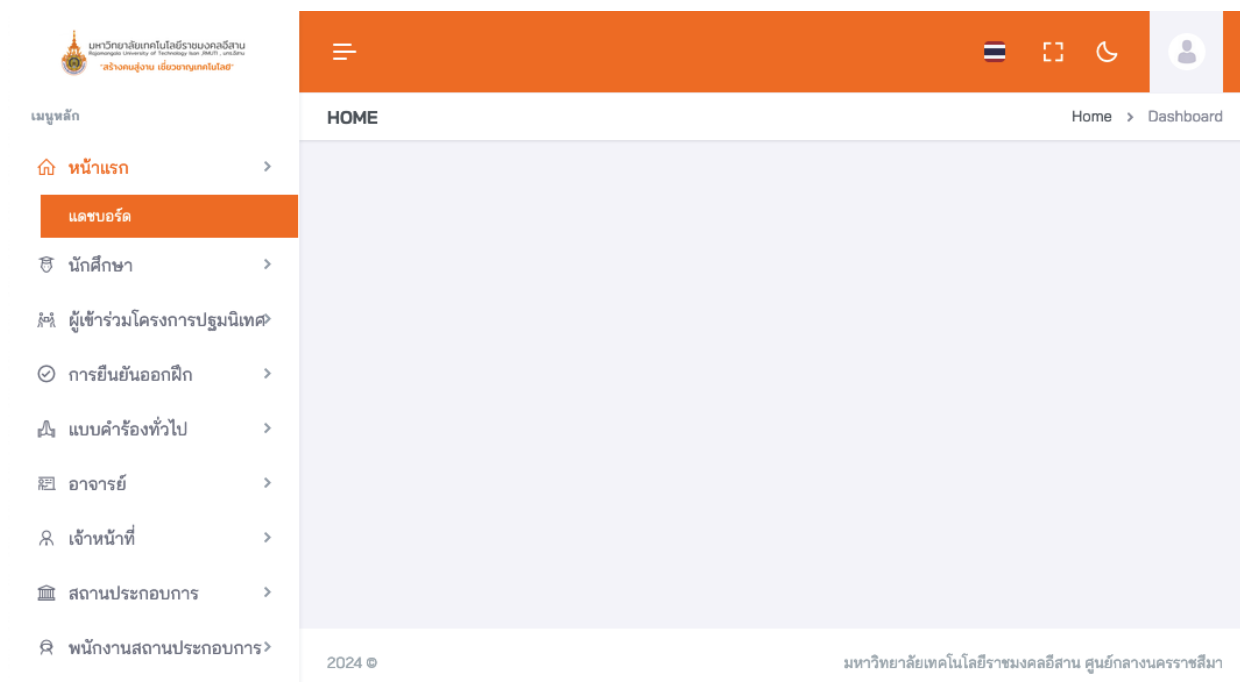 มหาวิทยาลัยเทคโนโลยีราชมงคลอีสาน
"สร้างคนสู่งาน เชี่ยวชาญเทคโนโลยี"
เมนูหลัก
หน้าแรก
แดชบอร์ด
นักศึกษา
ผู้เข้าร่วมโครงการปฐมนิเทศ
การยืนยันออกฝึก
แบบคำร้องทั่วไป
อาจารย์
เจ้าหน้าที่
สถานประกอบการ
พนักงานสถานประกอบการ
HOME
Home > Dashboard
2024 ©
มหาวิทยาลัยเทคโนโลยีราชมงคลอีสาน ศูนย์กลางนครราชสีมา